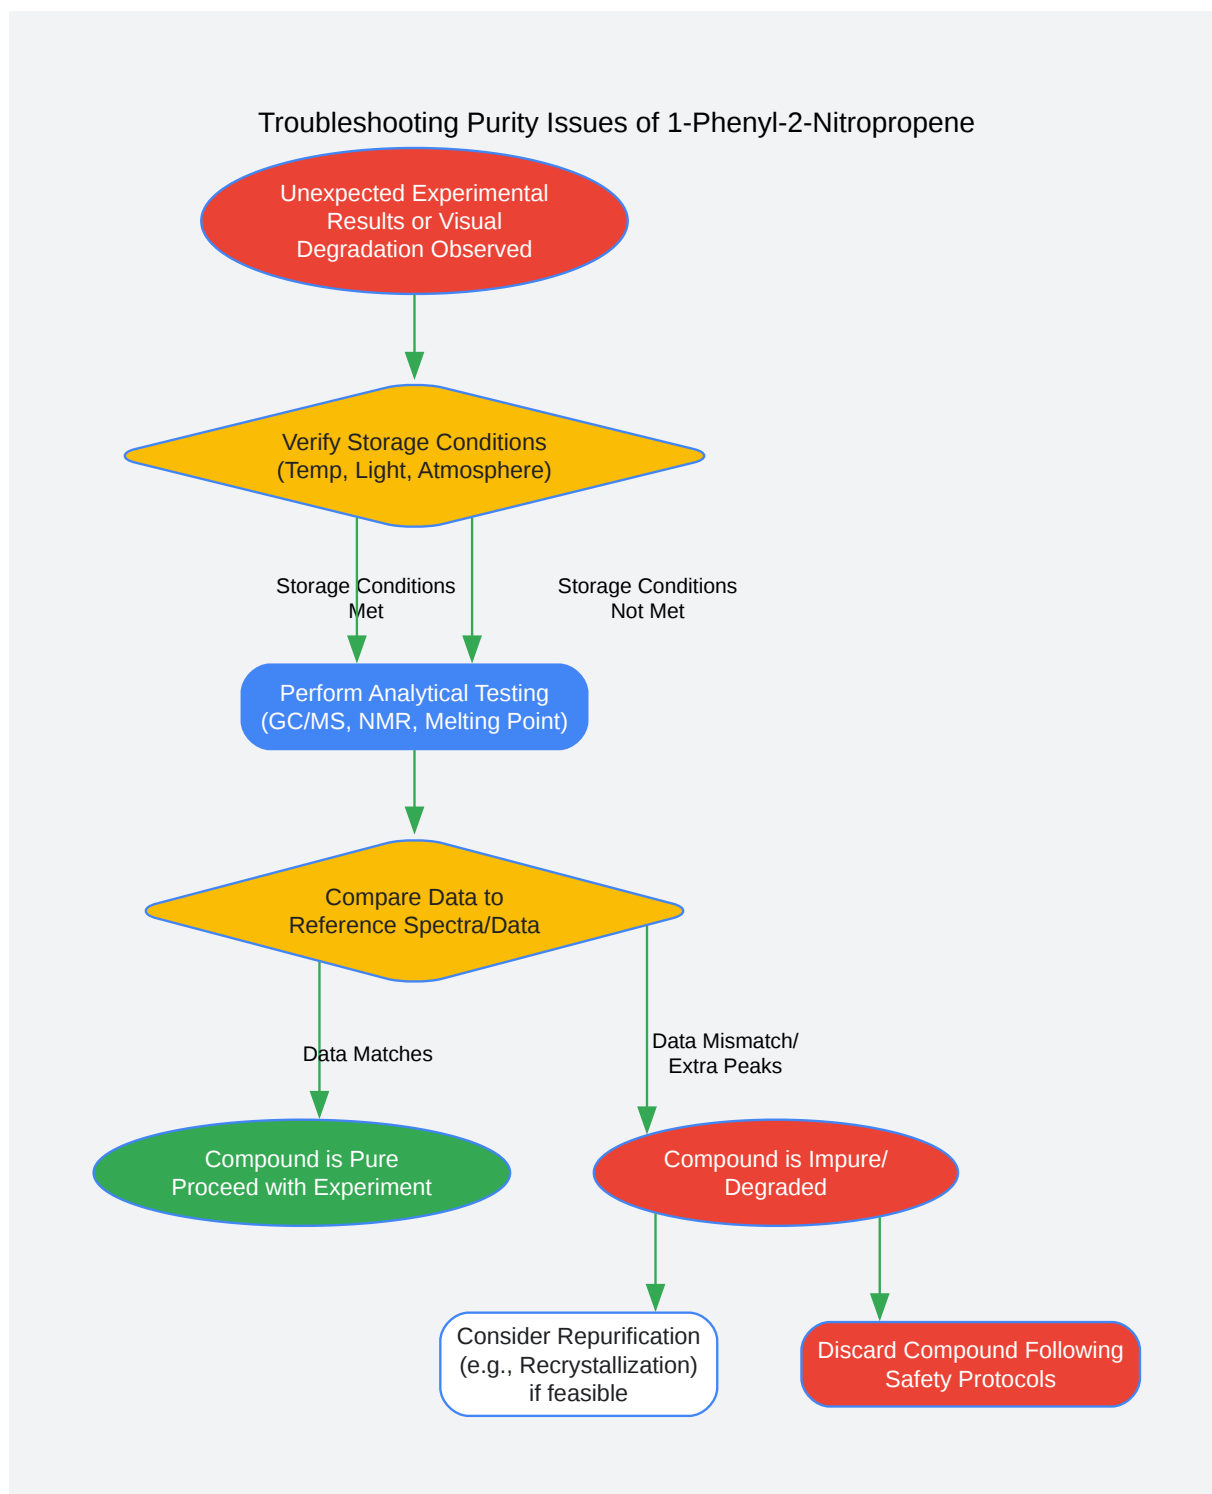 Troubleshooting Purity Issues of 1-Phenyl-2-Nitropropene
Unexpected Experimental
Results or Visual
Degradation Observed
Verify Storage Conditions
(Temp, Light, Atmosphere)
Storage Conditions
Met
Storage Conditions
Not Met
Perform Analytical Testing
(GC/MS, NMR, Melting Point)
Compare Data to
Reference Spectra/Data
Data Matches
Data Mismatch/
Extra Peaks
Compound is Pure
Proceed with Experiment
Compound is Impure/
Degraded
Consider Repurification
(e.g., Recrystallization)
if feasible
Discard Compound Following
Safety Protocols